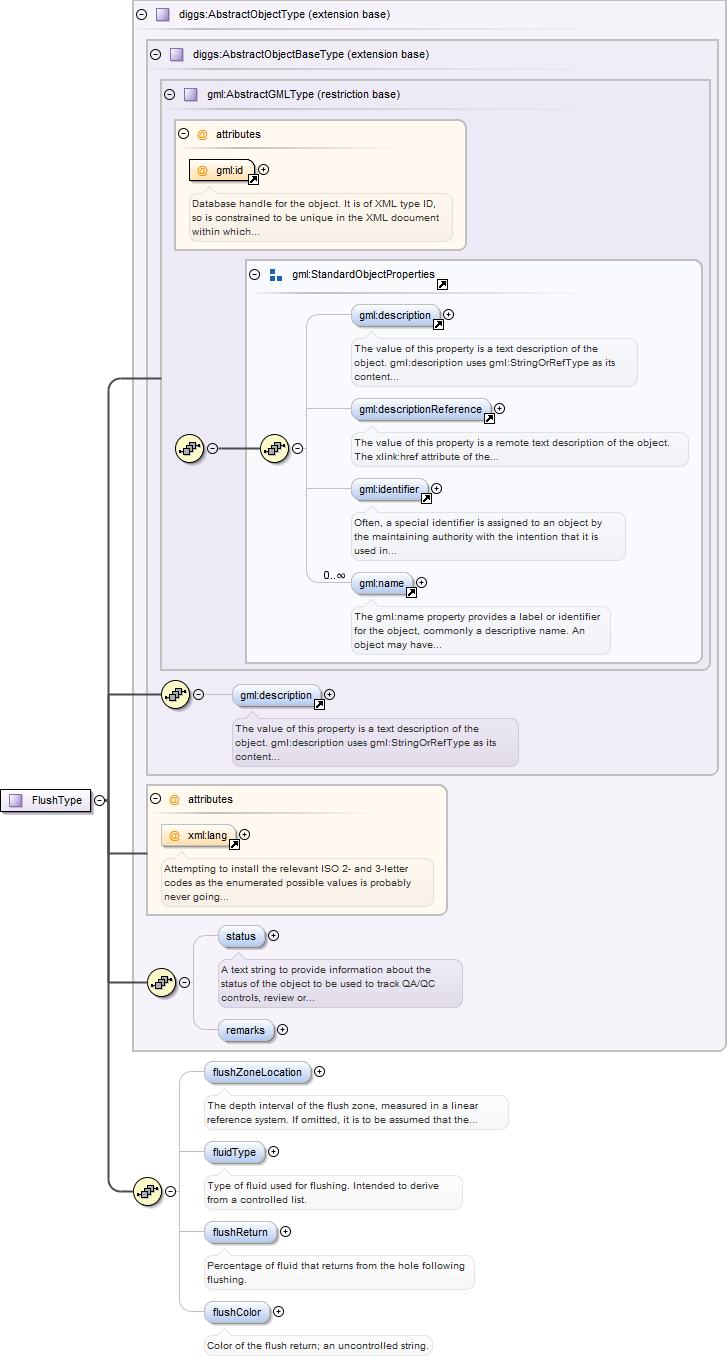 diggs:AbstractObjectType (extension base)
diggs:AbstractObjectBaseType (extension base)
gml:AbstractGMLType (restriction base)
@ attributes
@ gml:id
Database handle for the object. It is of XML type ID,
so is constrained to be unique in the XML document
within which...
gml:StandardObjectProperties
gml:description
The value of this property is a text description of the
object. gml:description uses gml:StringOrRefType as its
content...
gml:descriptionReference
The value of this property is a remote text description of the object.
The xlink:href attribute of the...
gml:identifier
Often, a special identifier is assigned to an object by
the maintaining authority with the intention that it is
used in...
0..∞
gml:name
The gml:name property provides a label or identifier
for the object, commonly a descriptive name. An
object may have...
gml:description
The value of this property is a text description of the
object. gml:description uses gml:StringOrRefType as its
content...
FlushType
@ attributes
@ xml:lang
Attempting to install the relevant ISO 2- and 3-letter
codes as the enumerated possible values is probably
never going...
status
A text string to provide information about the
status of the object to be used to track QA/QC
controls, review or...
remarks
flushZoneLocation
The depth interval of the flush zone, measured in a linear
reference system. If omitted, it is to be assumed that the...
fluidType
Type of fluid used for flushing. Intended to derive
from a controlled list.
flushReturn
Percentage of fluid that returns from the hole following
flushing.
flushColor
Color of the flush return; an uncontrolled string.